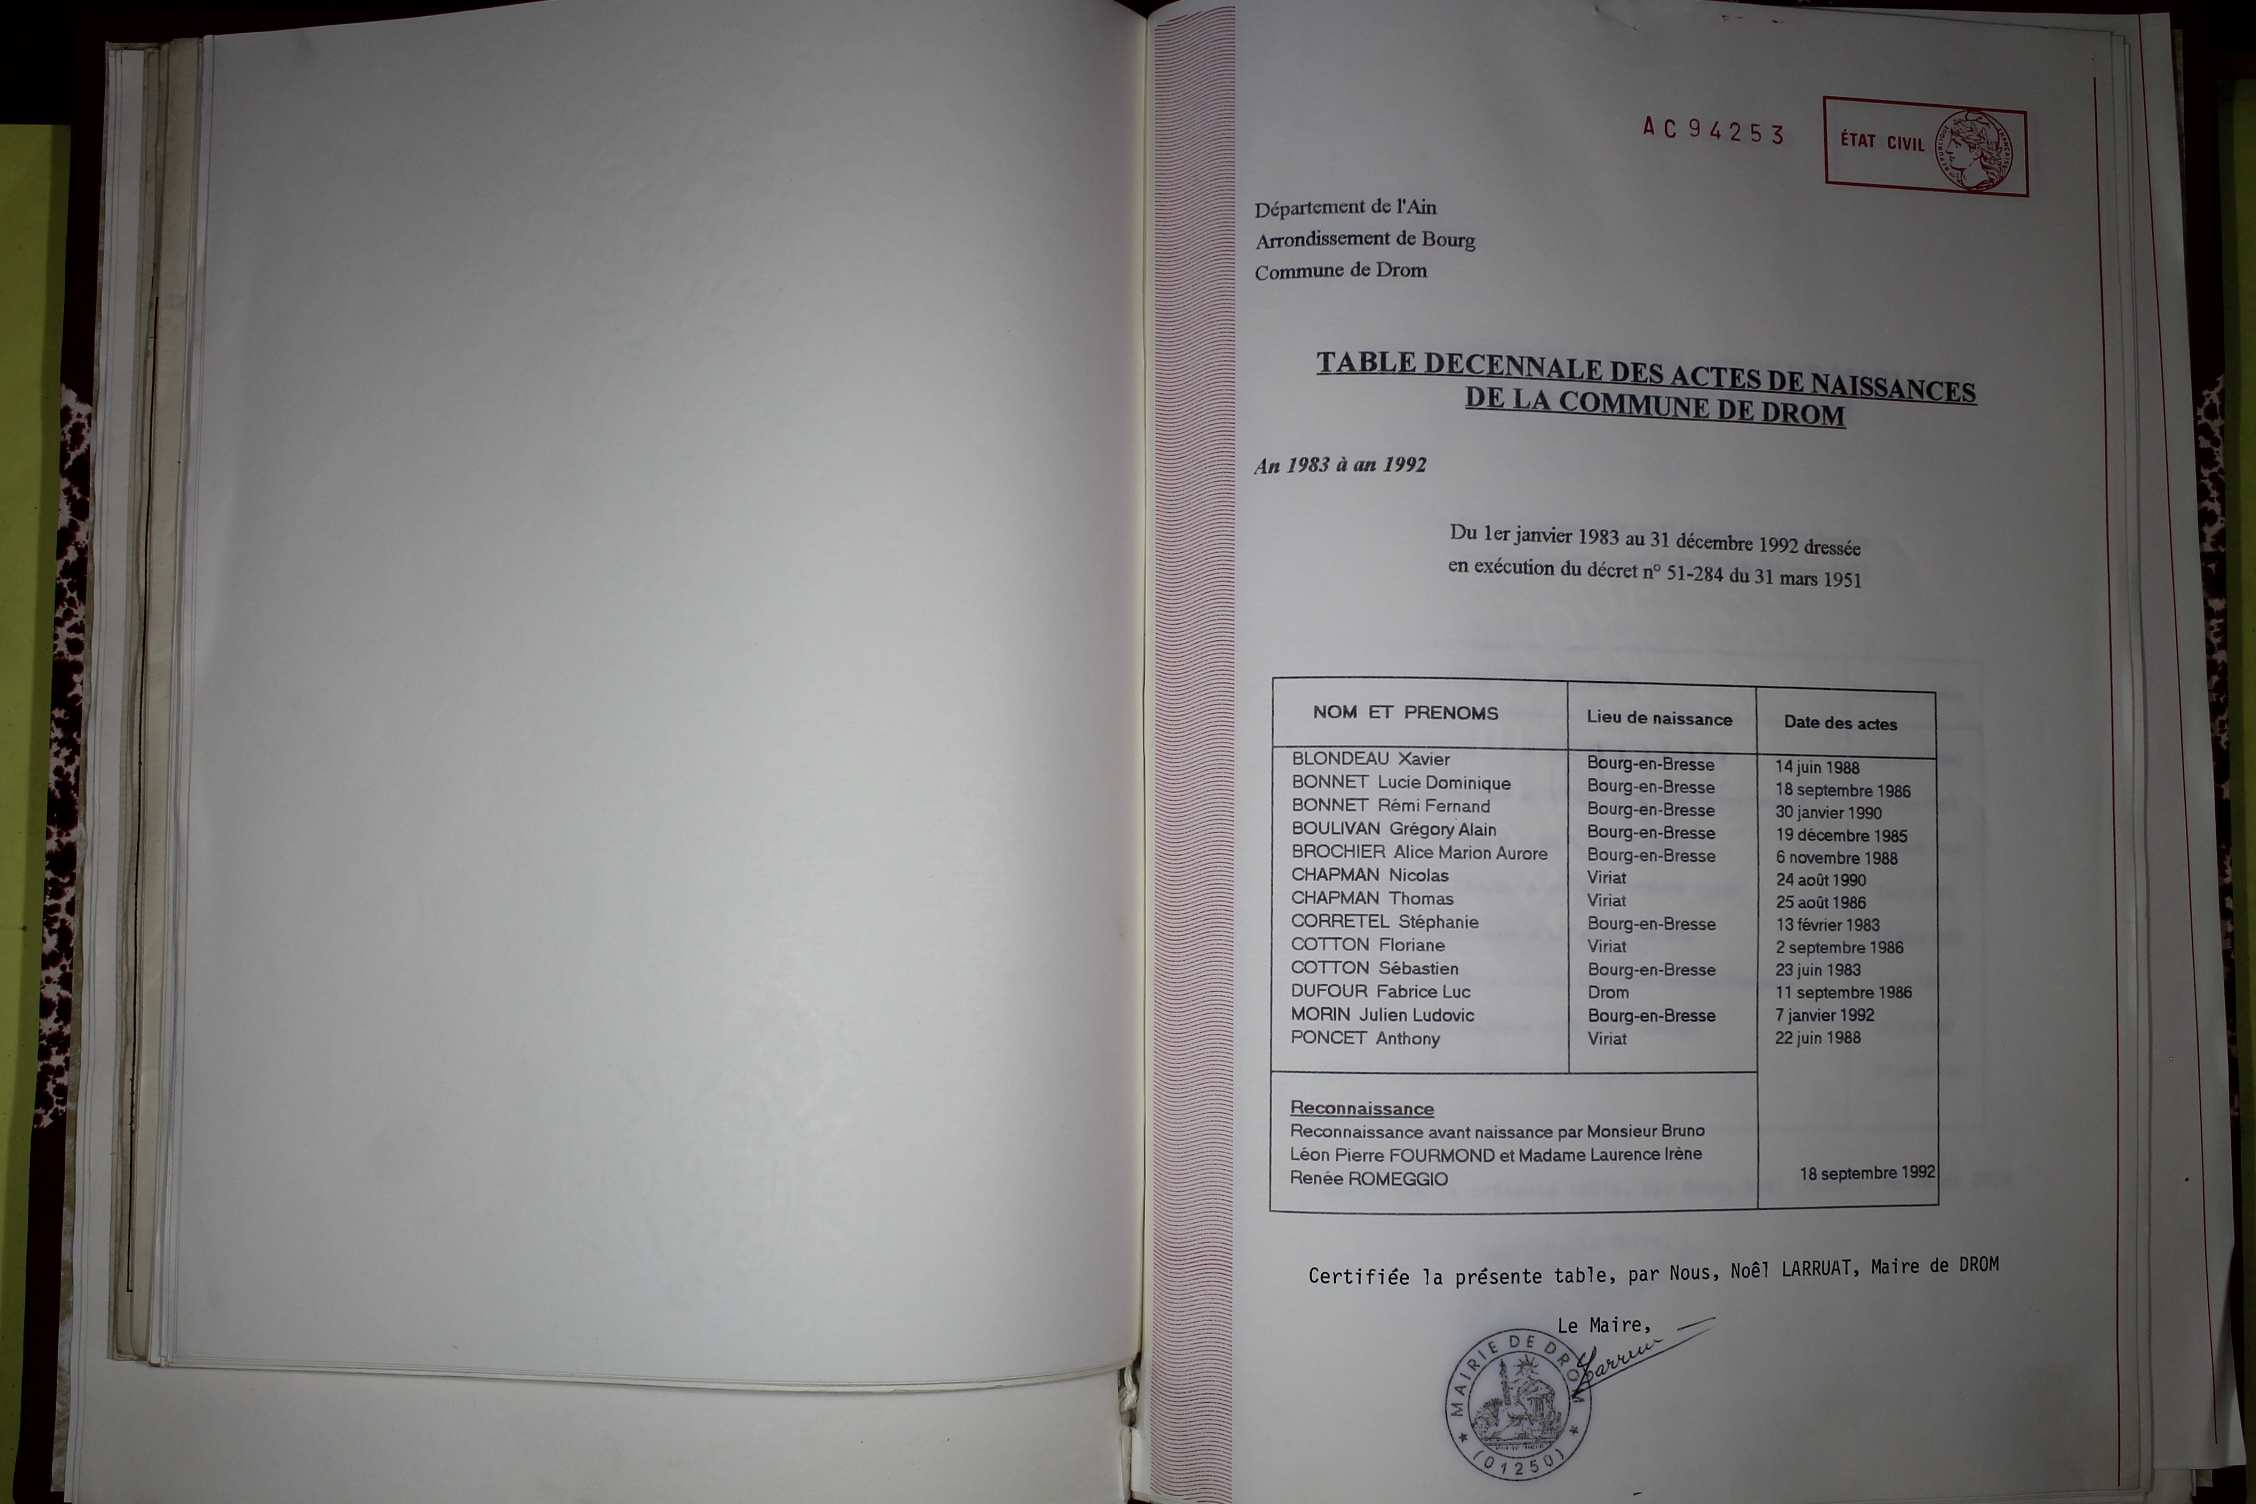 AC94253
ÉTAT CIVIL
RÉPUBLIQUE FRANÇAISE
Département de l'Ain
Arrondissement de Bourg
Commune de Drom
TABLE DECENNALE DES ACTES DE NAISSANCES
DE LA COMMUNE DE DROM
An 1983 à an 1992
Du 1er janvier 1983 au 31 décembre 1992 dressée
en exécution du décret n° 51-284 du 31 mars 1951
NOM ET PRENOMS Lieu de naissance Date des actes
BLONDEAU Xavier Bourg-en-Bresse 14 juin 1988
BONNET Lucie Dominique Bourg-en-Bresse 18 septembre 1986
BONNET Rémi Fernand Bourg-en-Bresse 30 janvier 1990
BOULIVAN Grégory Alain Bourg-en-Bresse 19 décembre 1985
BROCHIER Alice Marion Aurore Bourg-en-Bresse 6 novembre 1988
CHAPMAN Nicolas Viriat 24 août 1990
CHAPMAN Thomas Viriat 25 août 1986
CORRETEL Stéphanie Bourg-en-Bresse 13 février 1983
COTTON Floriane Viriat 2 septembre 1986
COTTON Sébastien Bourg-en-Bresse 23 juin 1983
DUFOUR Fabrice Luc Drom 11 septembre 1986
MORIN Julien Ludovic Bourg-en-Bresse 7 janvier 1992
PONCET Anthony Viriat 22 juin 1988
Reconnaissance
Reconnaissance avant naissance par Monsieur Bruno
Léon Pierre FOURMOND et Madame Laurence Irène
Renée ROMEGGIO 18 septembre 1992
Certifiée la présente table, par Nous, Noêl LARRUAT, Maire de DROM
Le Maire,
MAIRIE DE DROM
(01250)